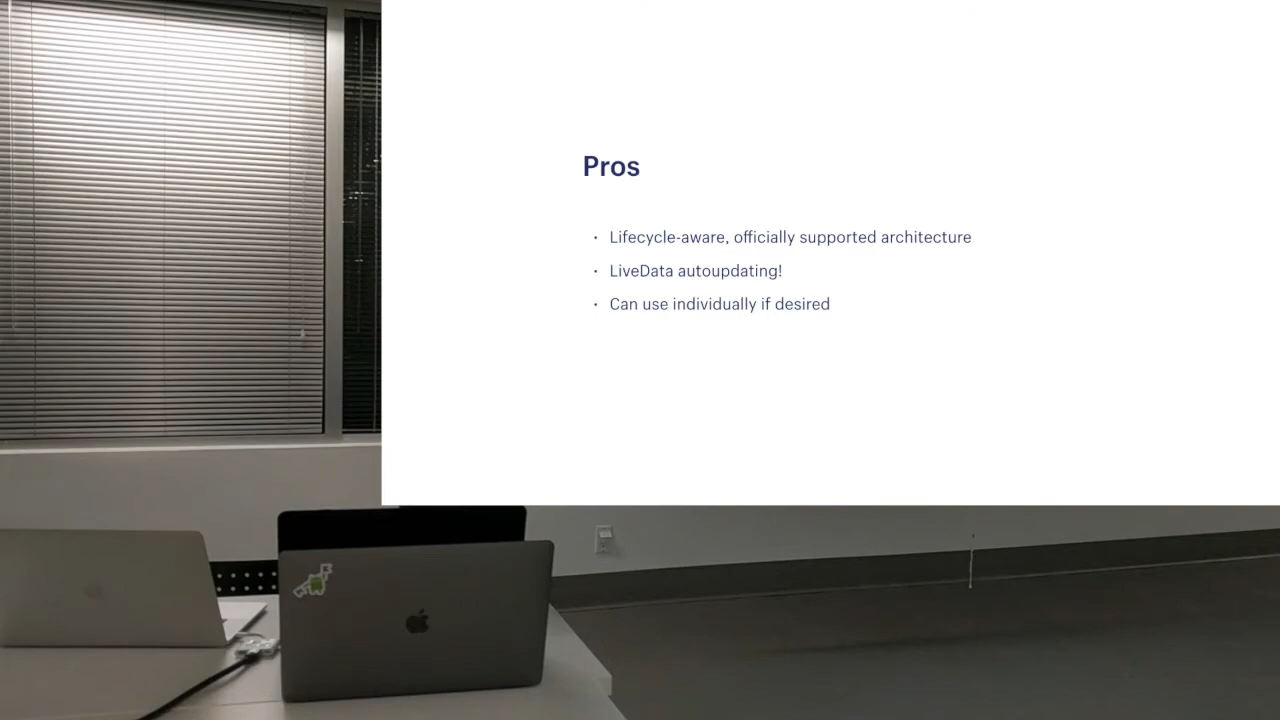 Pros
· Lifecycle-aware, officially supported architecture
· LiveData autoupdating!
· Can use individually if desired